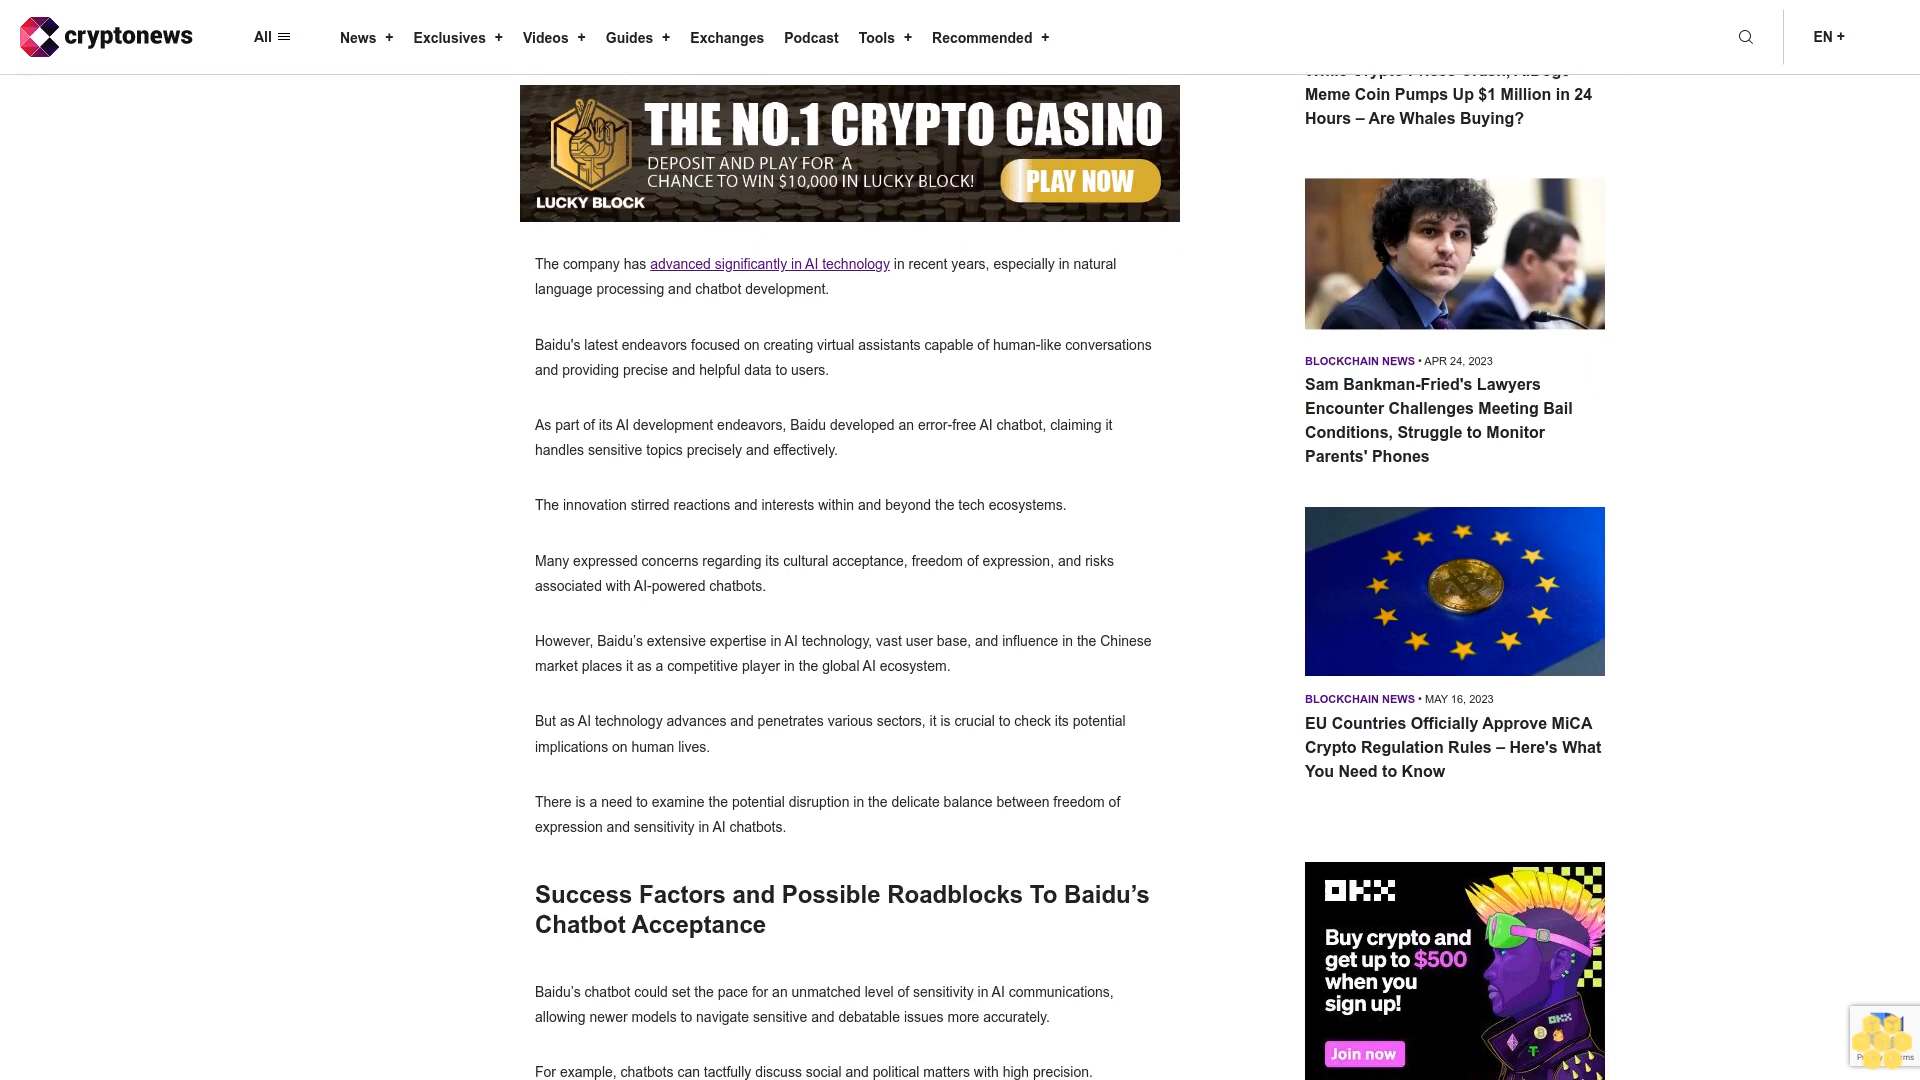 cryptonews
All
News +
Exclusives +
Videos +
Guides +
Exchanges
Podcast
Tools +
Recommended +
EN +
THE NO.1 CRYPTO CASINO
DEPOSIT AND PLAY FOR A
CHANCE TO WIN $10,000 IN LUCKY BLOCK!
PLAY NOW
LUCKY BLOCK
The company has advanced significantly in AI technology in recent years, especially in natural
language processing and chatbot development.
Baidu's latest endeavors focused on creating virtual assistants capable of human-like conversations
and providing precise and helpful data to users.
As part of its AI development endeavors, Baidu developed an error-free AI chatbot, claiming it
handles sensitive topics precisely and effectively.
The innovation stirred reactions and interests within and beyond the tech ecosystems.
Many expressed concerns regarding its cultural acceptance, freedom of expression, and risks
associated with AI-powered chatbots.
However, Baidu’s extensive expertise in AI technology, vast user base, and influence in the Chinese
market places it as a competitive player in the global AI ecosystem.
But as AI technology advances and penetrates various sectors, it is crucial to check its potential
implications on human lives.
There is a need to examine the potential disruption in the delicate balance between freedom of
expression and sensitivity in AI chatbots.
Success Factors and Possible Roadblocks To Baidu’s
Chatbot Acceptance
Baidu’s chatbot could set the pace for an unmatched level of sensitivity in AI communications,
allowing newer models to navigate sensitive and debatable issues more accurately.
For example, chatbots can tactfully discuss social and political matters with high precision.
Meme Coin Pumps Up $1 Million in 24
Hours – Are Whales Buying?
BLOCKCHAIN NEWS • APR 24, 2023
Sam Bankman-Fried's Lawyers
Encounter Challenges Meeting Bail
Conditions, Struggle to Monitor
Parents' Phones
BLOCKCHAIN NEWS • MAY 16, 2023
EU Countries Officially Approve MiCA
Crypto Regulation Rules – Here's What
You Need to Know
OKX
Buy crypto and
get up to $500
when you
sign up!
Join now
OKX